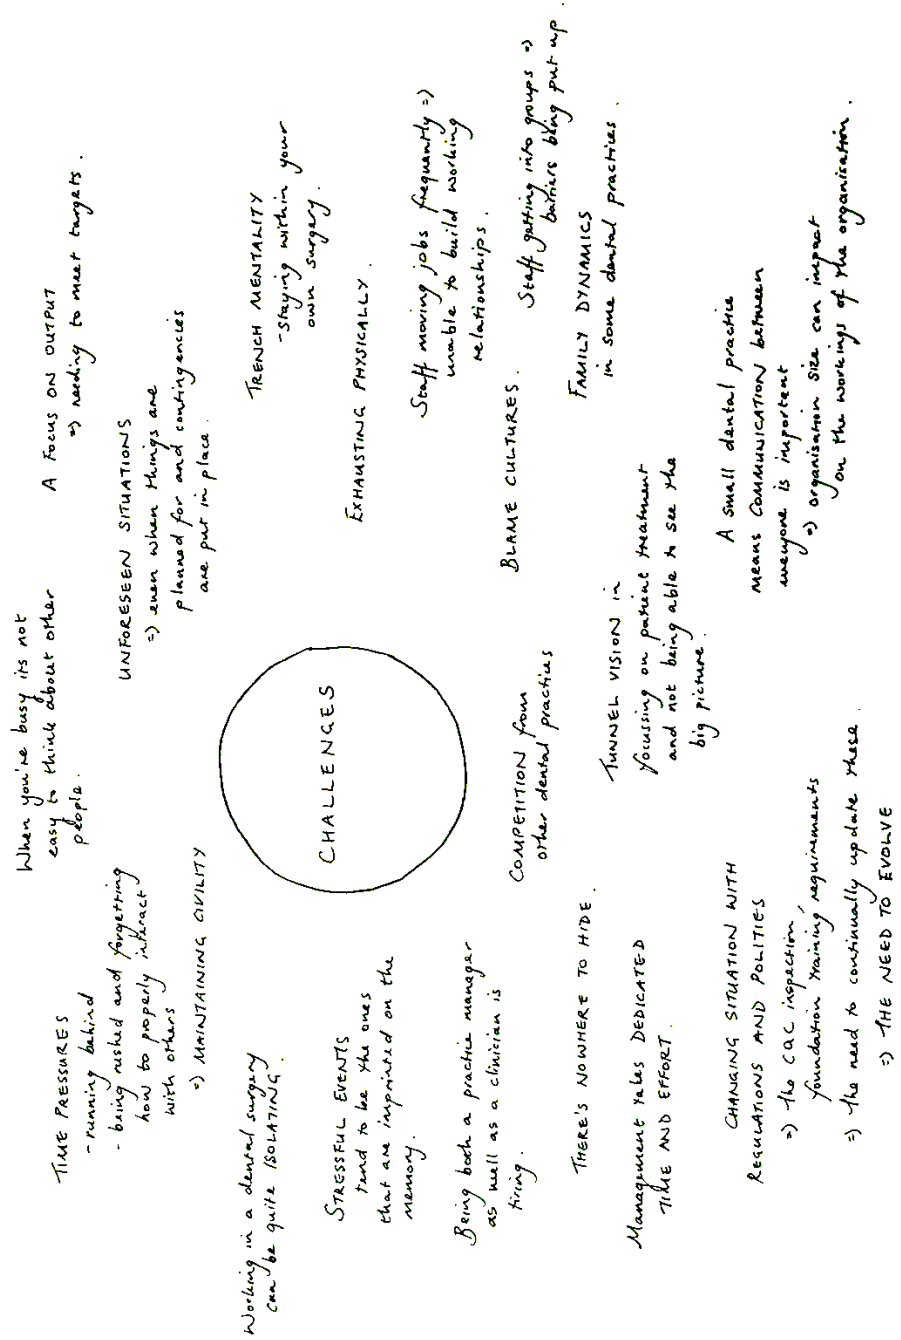 TIME PRESSURES
- running behind
- being rushed and forgetting
how to properly interact
with others
=> MAINTAINING CIVILITY
When you're busy its not
easy to think about other
people.
UNFORESEEN SITUATIONS
=> even when things are
planned for and contingencies
are put in place.
A FOCUS ON OUTPUT
=> needing to meet targets.
TRENCH MENTALITY
- staying within your
own surgery.
EXHAUSTING PHYSICALLY.
Working in a dental surgery
can be quite ISOLATING.
STRESSFUL EVENTS
tend to be the ones
that are imprinted on the
memory.
CHALLENGES
Staff moving jobs frequently =>
unable to build working
relationships.
Being both a practice manager
as well as a clinician is
tiring.
COMPETITION from
other dental practices
BLAME CULTURES.
Staff getting into groups =>
barriers being put up.
FAMILY DYNAMICS
in some dental practices.
THERE'S NOWHERE TO HIDE.
Management takes DEDICATED
TIME AND EFFORT.
TUNNEL VISION in
focussing on patient treatment
and not being able to see the
big picture.
CHANGING SITUATION WITH
REGULATIONS AND POLITIES
=> the CQC inspection,
foundation training requirements
=> the need to continually update these.
=> THE NEED TO EVOLVE
A small dental practice
means COMMUNICATION between
everyone is important
=> organisation size can impact
on the workings of the organisation.